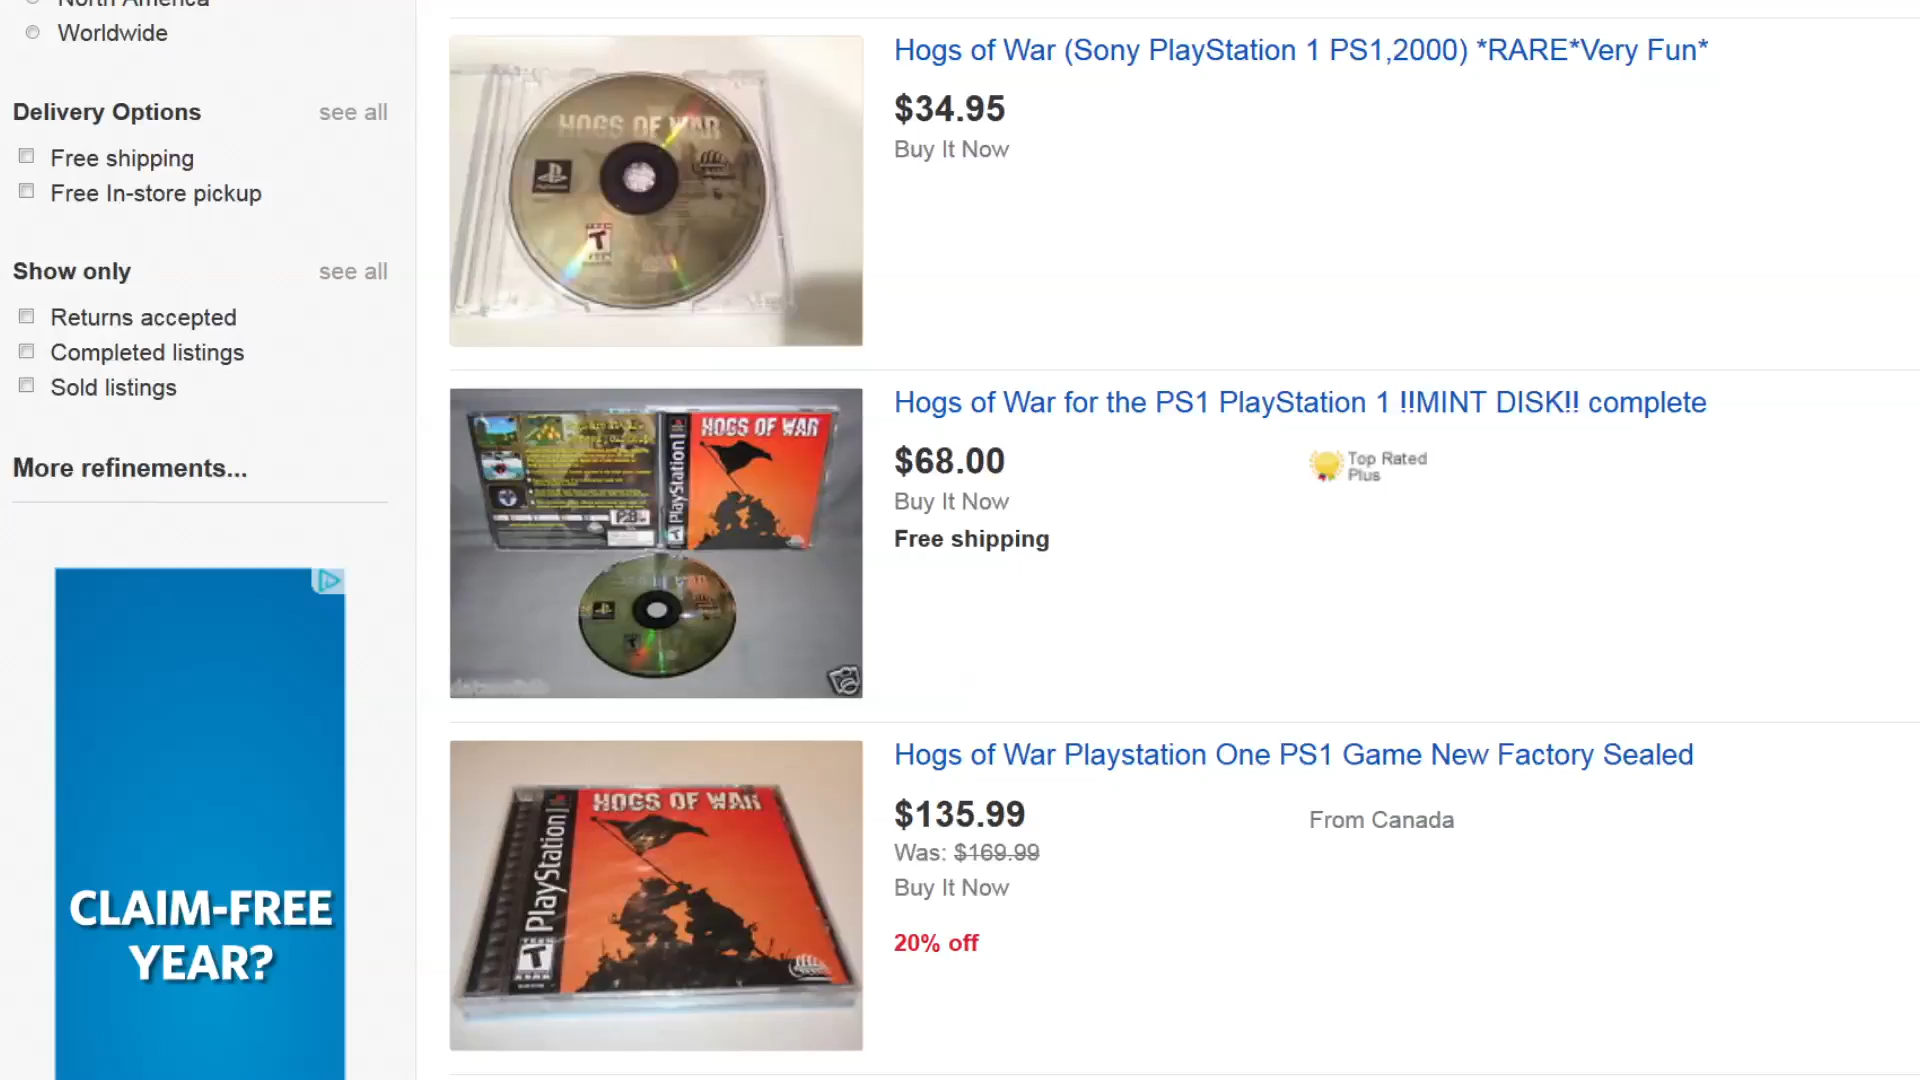 North America
Worldwide
Delivery Options see all
Free shipping
Free In-store pickup
Show only see all
Returns accepted
Completed listings
Sold listings
More refinements...
CLAIM-FREE
YEAR?
Hogs of War (Sony PlayStation 1 PS1,2000) *RARE*Very Fun*
$34.95
Buy It Now
HOGS OF WAR
T
Hogs of War for the PS1 PlayStation 1 !!MINT DISK!! complete
$68.00
Top Rated
Plus
Buy It Now
Free shipping
HOGS OF WAR
PlayStation
Hogs of War Playstation One PS1 Game New Factory Sealed
$135.99
From Canada
Was: $169.99
Buy It Now
20% off
HOGS OF WAR
PlayStation
TEEN
T